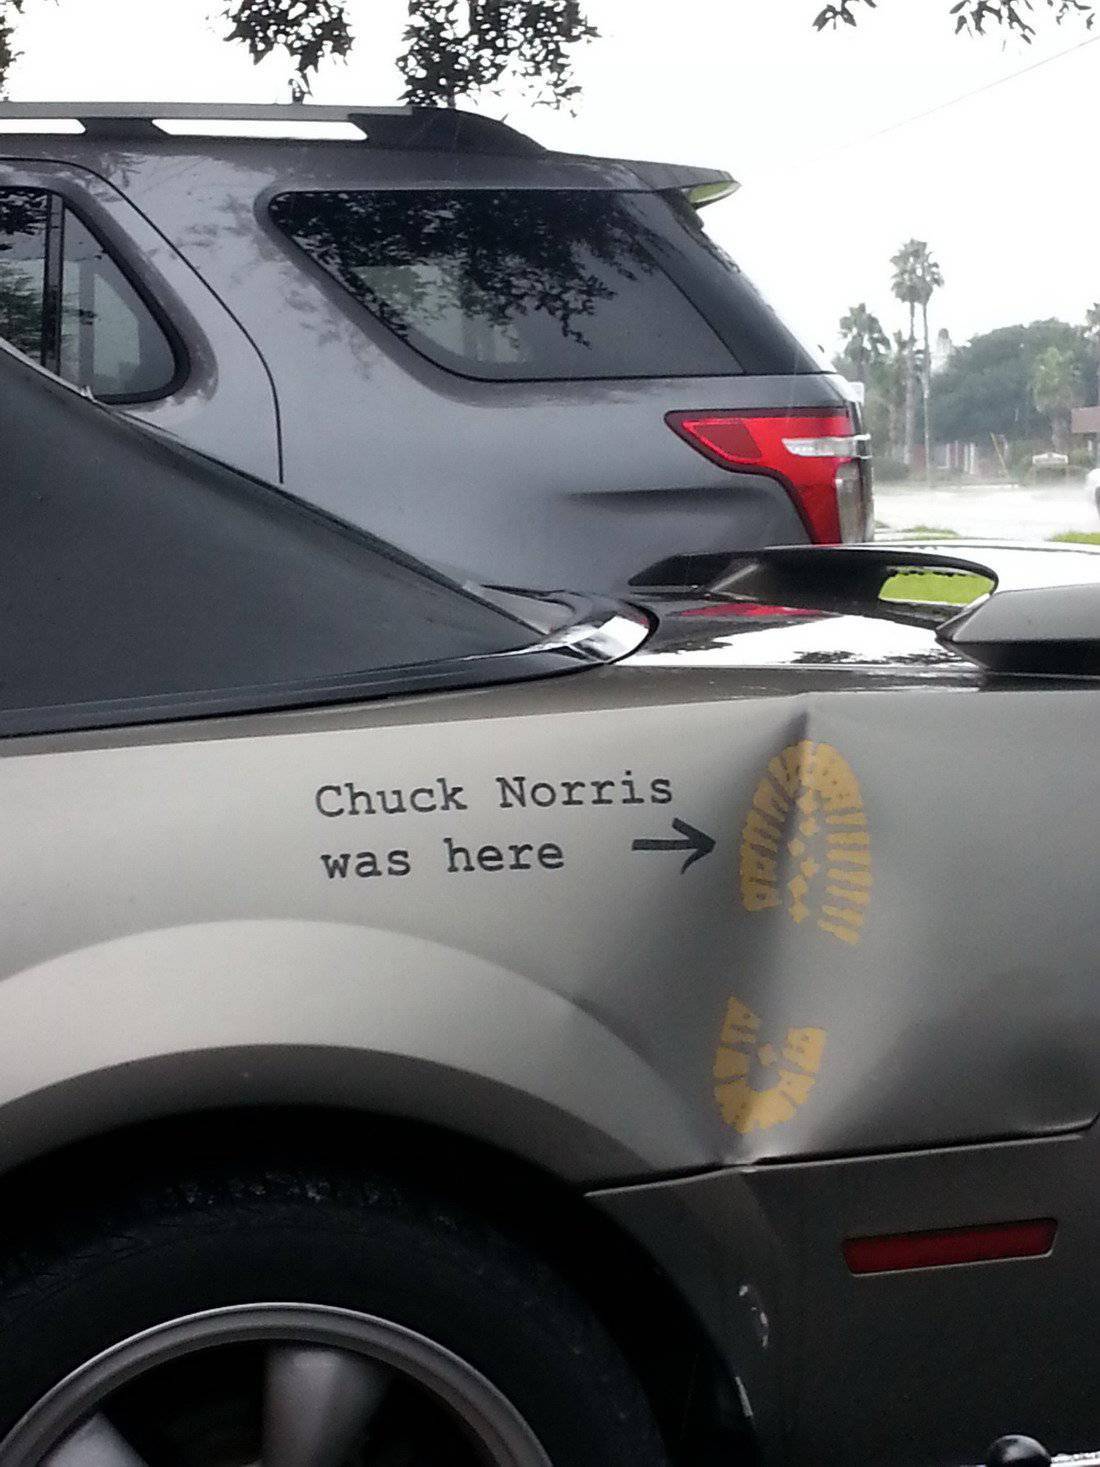 Chuck Norris
was here →